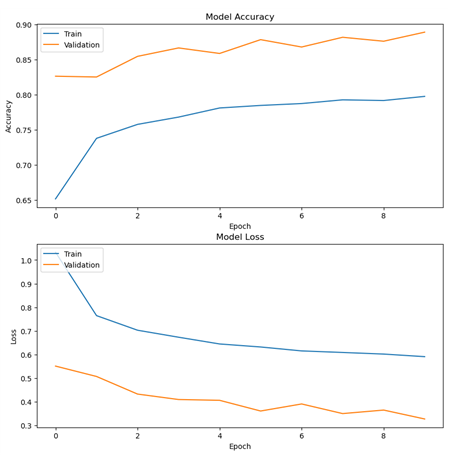 Model Accuracy
0.90
0.85
0.80
0.75
0.70
0.65
Accuracy
Train
Validation
0 2 4 6 8
Epoch
Model Loss
1.0
0.9
0.8
0.7
0.6
0.5
0.4
0.3
Loss
Train
Validation
0 2 4 6 8
Epoch